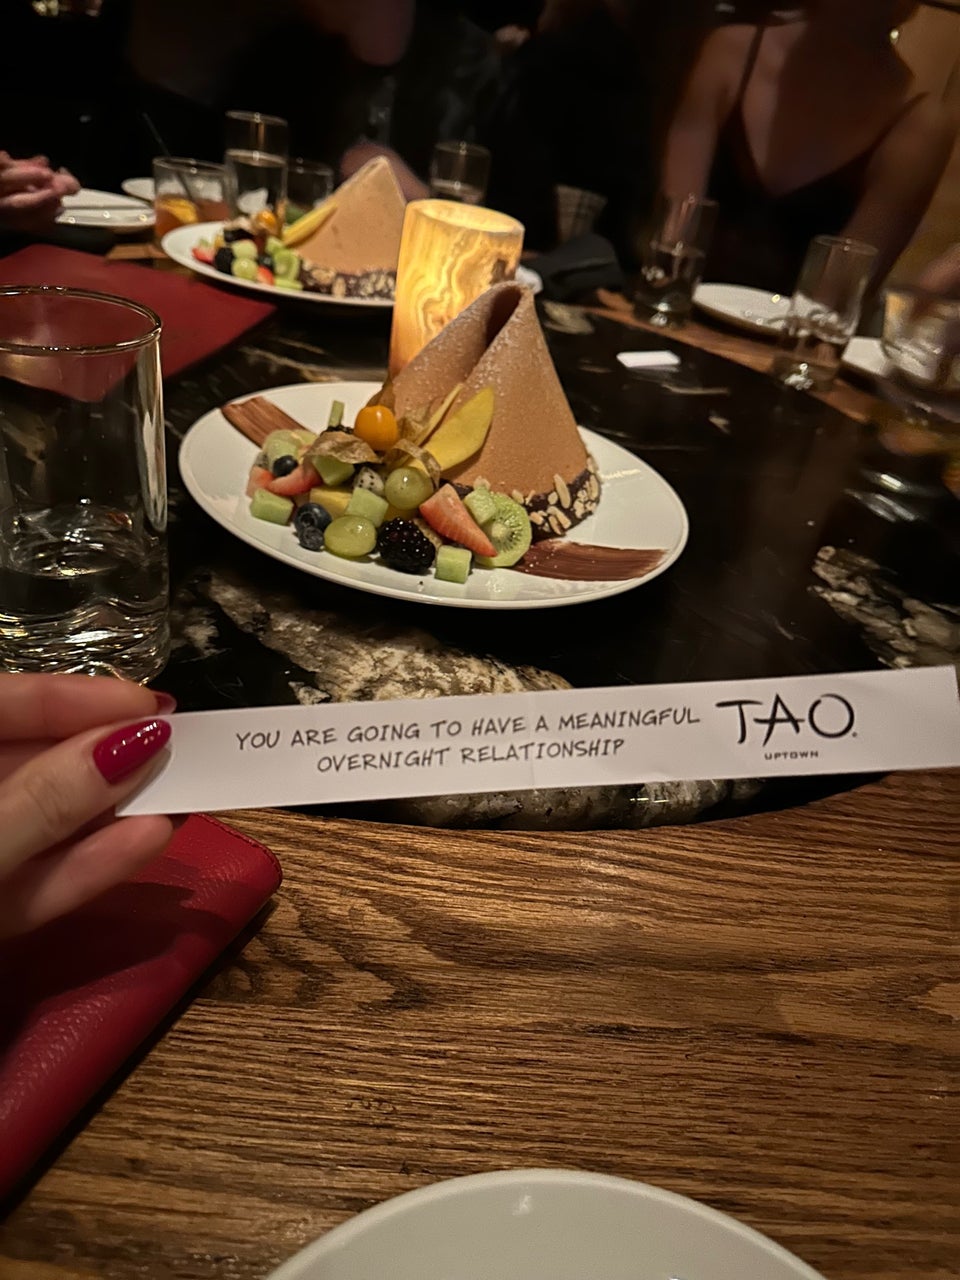 YOU ARE GOING TO HAVE A MEANINGFUL
OVERNIGHT RELATIONSHIP
TAO
UPTOWN